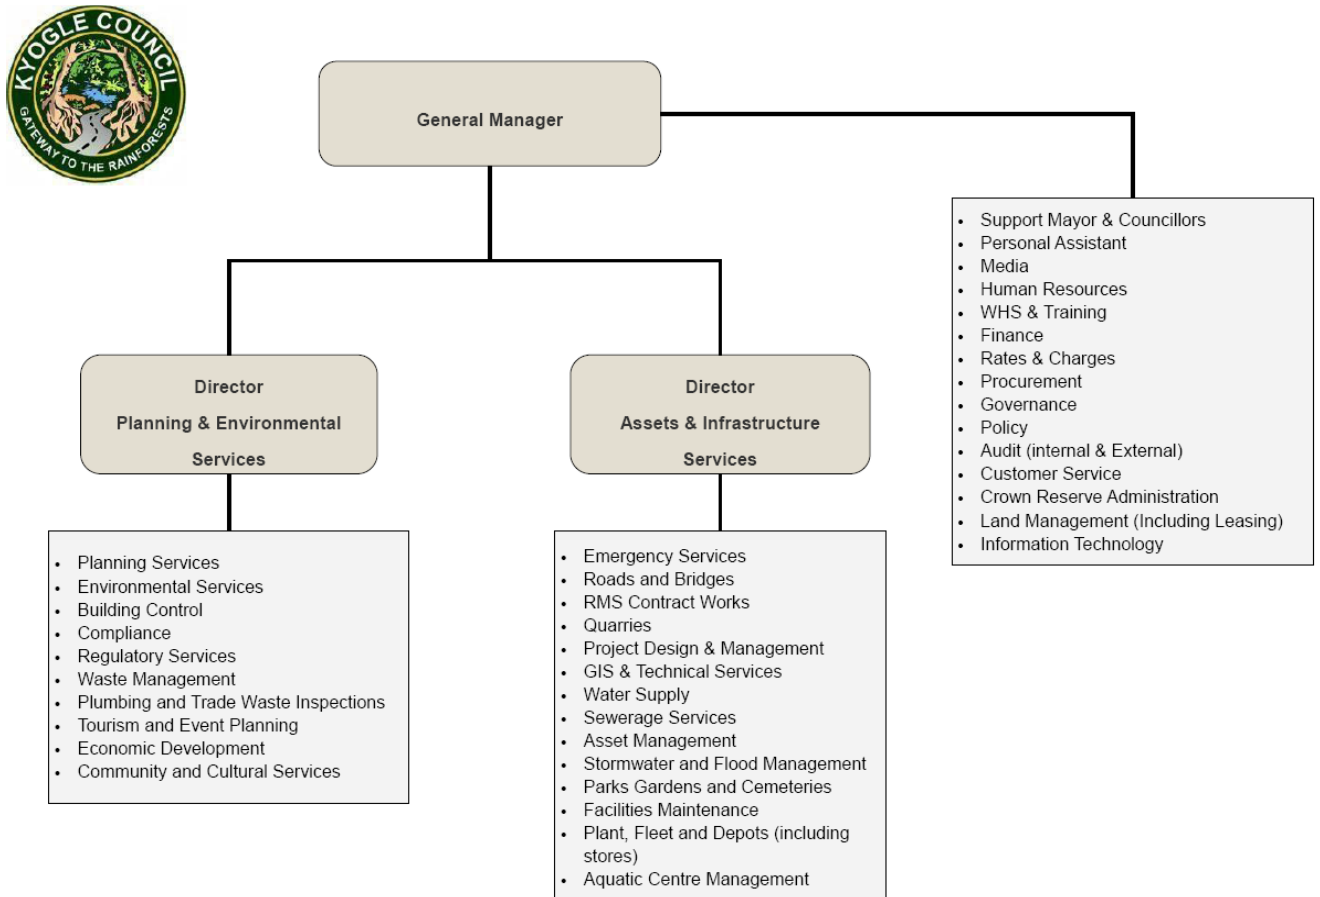 KYOGLE COUNCIL
GATEWAY TO THE RAINFORESTS
General Manager
• Support Mayor & Councillors
• Personal Assistant
• Media
• Human Resources
• WHS & Training
• Finance
• Rates & Charges
• Procurement
• Governance
• Policy
• Audit (internal & External)
• Customer Service
• Crown Reserve Administration
• Land Management (Including Leasing)
• Information Technology
Director
Planning & Environmental
Services
• Planning Services
• Environmental Services
• Building Control
• Compliance
• Regulatory Services
• Waste Management
• Plumbing and Trade Waste Inspections
• Tourism and Event Planning
• Economic Development
• Community and Cultural Services
Director
Assets & Infrastructure
Services
• Emergency Services
• Roads and Bridges
• RMS Contract Works
• Quarries
• Project Design & Management
• GIS & Technical Services
• Water Supply
• Sewerage Services
• Asset Management
• Stormwater and Flood Management
• Parks Gardens and Cemeteries
• Facilities Maintenance
• Plant, Fleet and Depots (including
stores)
• Aquatic Centre Management